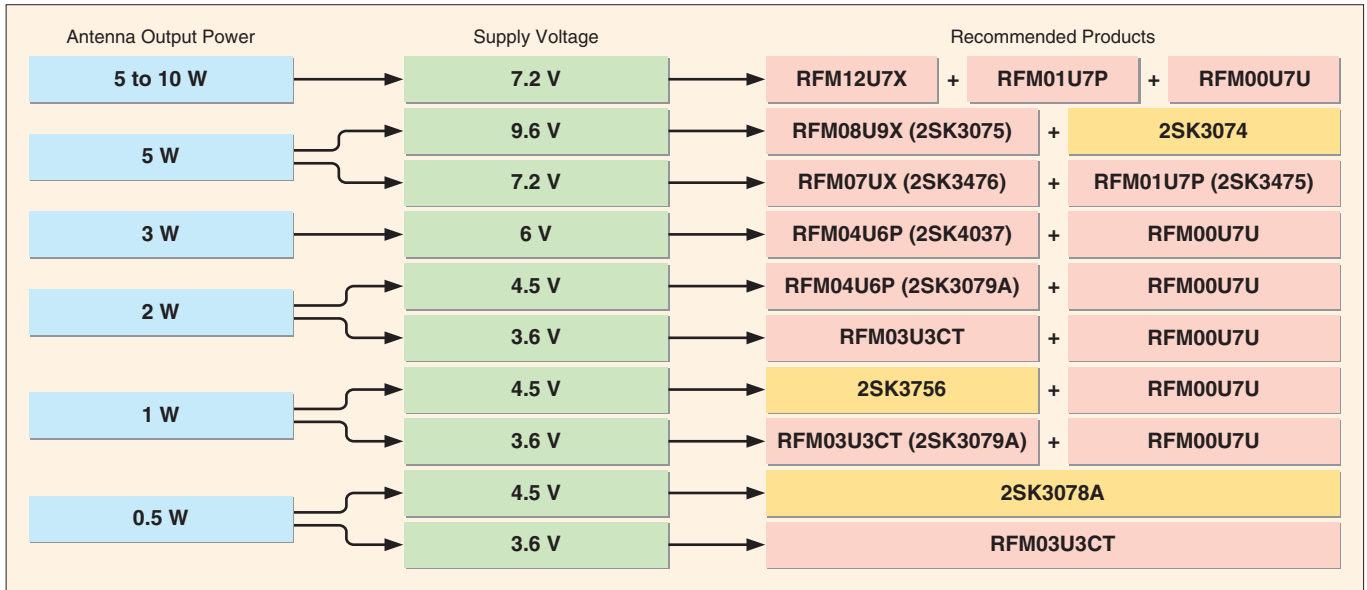 Antenna Output Power Supply Voltage Recommended Products
5 to 10 W 7.2 V RFM12U7X + RFM01U7P + RFM00U7U
5 W
9.6 V RFM08U9X (2SK3075) + 2SK3074
7.2 V RFM07UX (2SK3476) + RFM01U7P (2SK3475)
3 W 6 V RFM04U6P (2SK4037) + RFM00U7U
2 W
4.5 V RFM04U6P (2SK3079A) + RFM00U7U
3.6 V RFM03U3CT + RFM00U7U
1 W
4.5 V 2SK3756 + RFM00U7U
3.6 V RFM03U3CT (2SK3079A) + RFM00U7U
0.5 W
4.5 V 2SK3078A
3.6 V RFM03U3CT